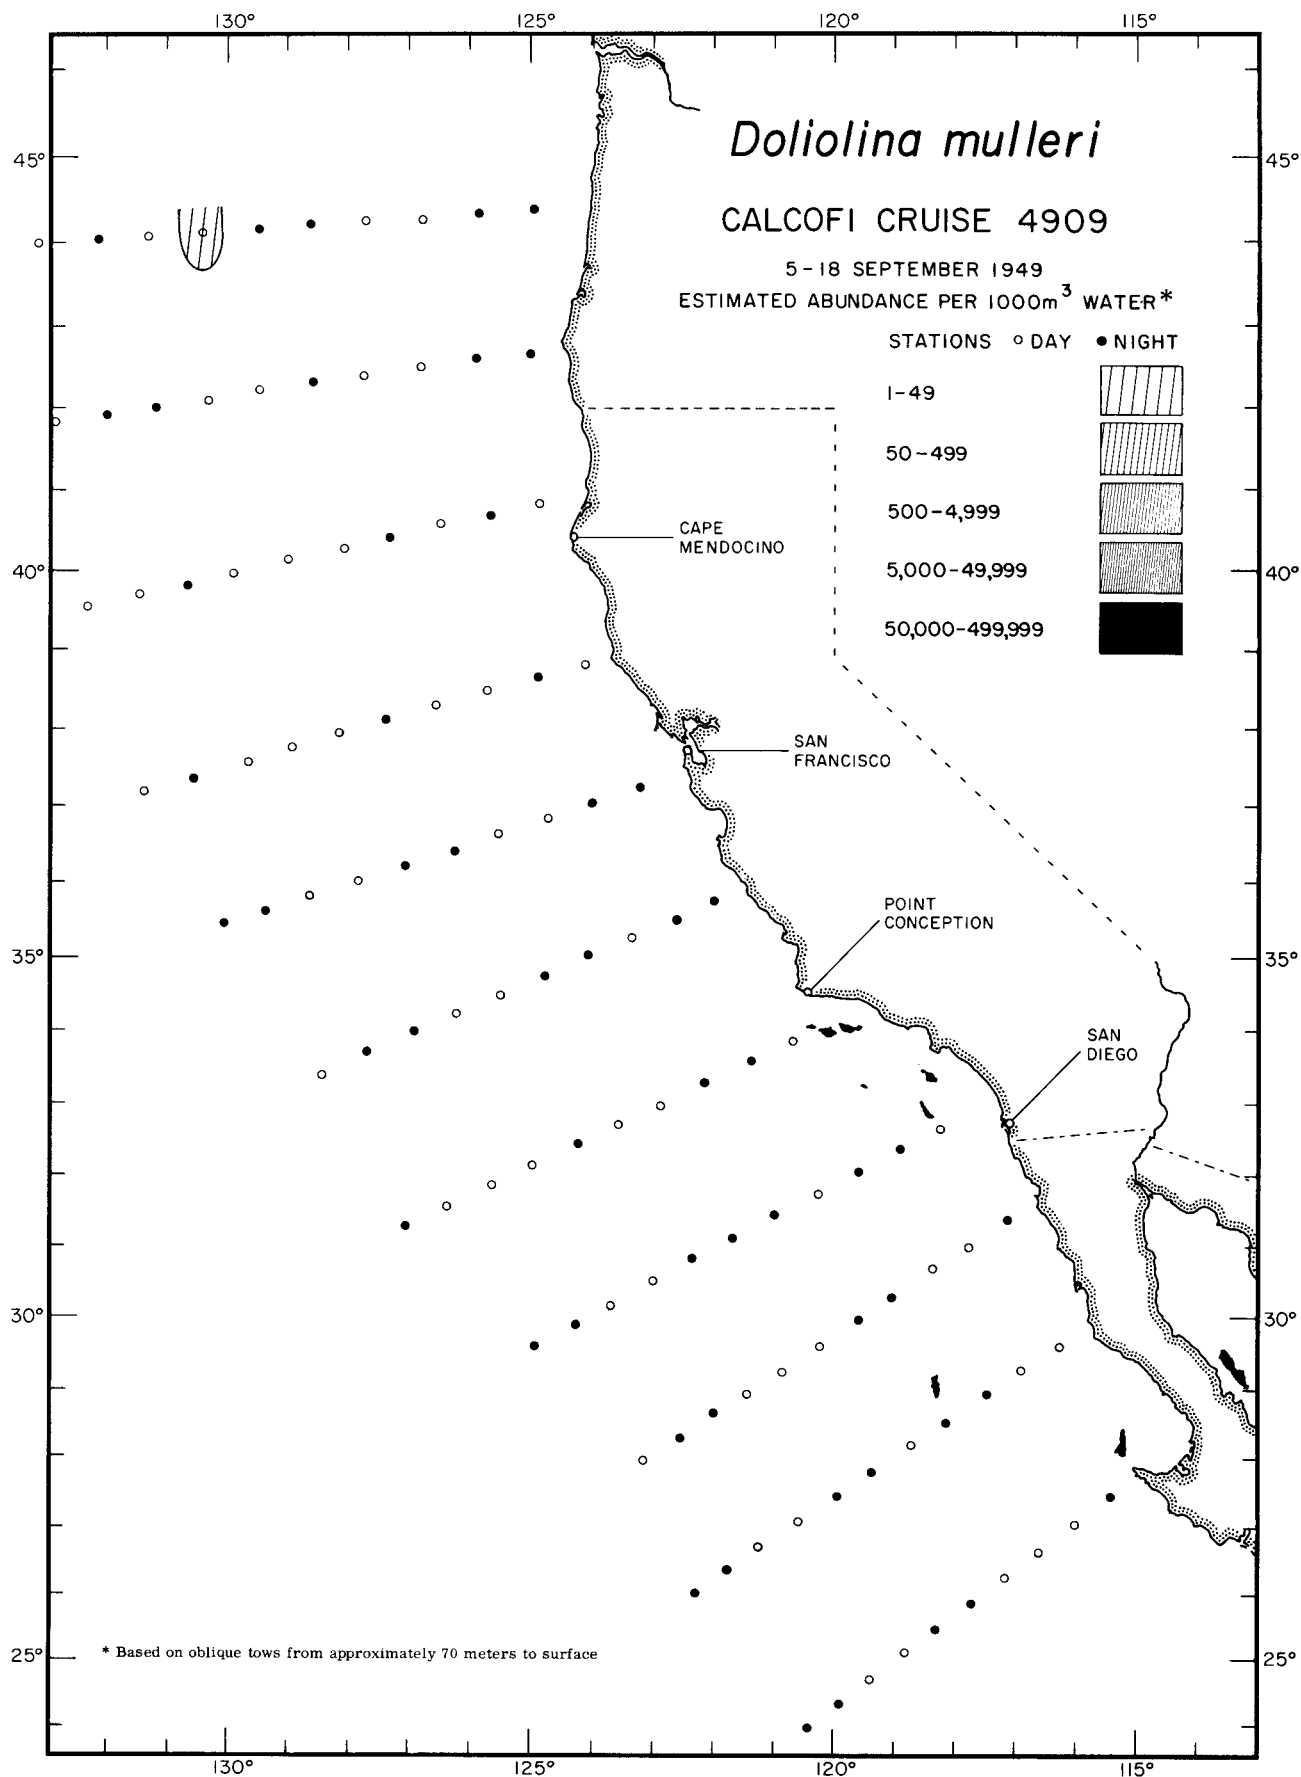 130° 125° 120° 115°
Doliolina mulleri
45° 45°
CALCOFI CRUISE 4909
5-18 SEPTEMBER 1949
ESTIMATED ABUNDANCE PER 1000m³ WATER*
STATIONS ○ DAY ● NIGHT
1-49
50-499
500-4,999
5,000-49,999
50,000-499,999
CAPE
MENDOCINO
40° 40°
SAN
FRANCISCO
POINT
CONCEPTION
35° 35°
SAN
DIEGO
30° 30°
* Based on oblique tows from approximately 70 meters to surface
25° 25°
130° 125° 120° 115°